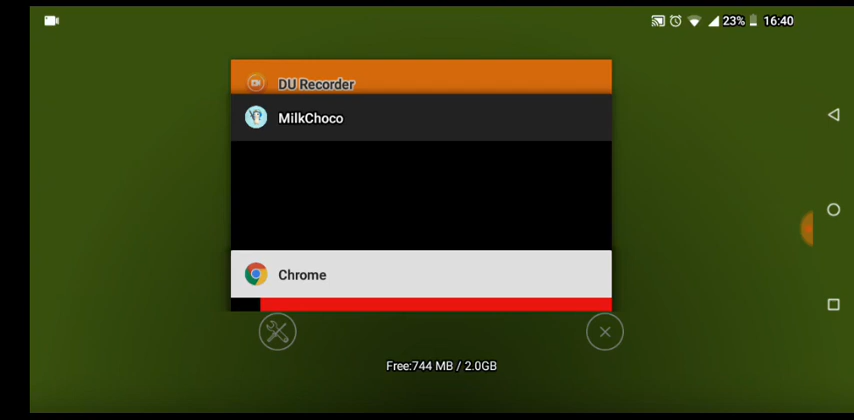 23% 16:40
DU Recorder
MilkChoco
Chrome
Free:744 MB / 2.0GB